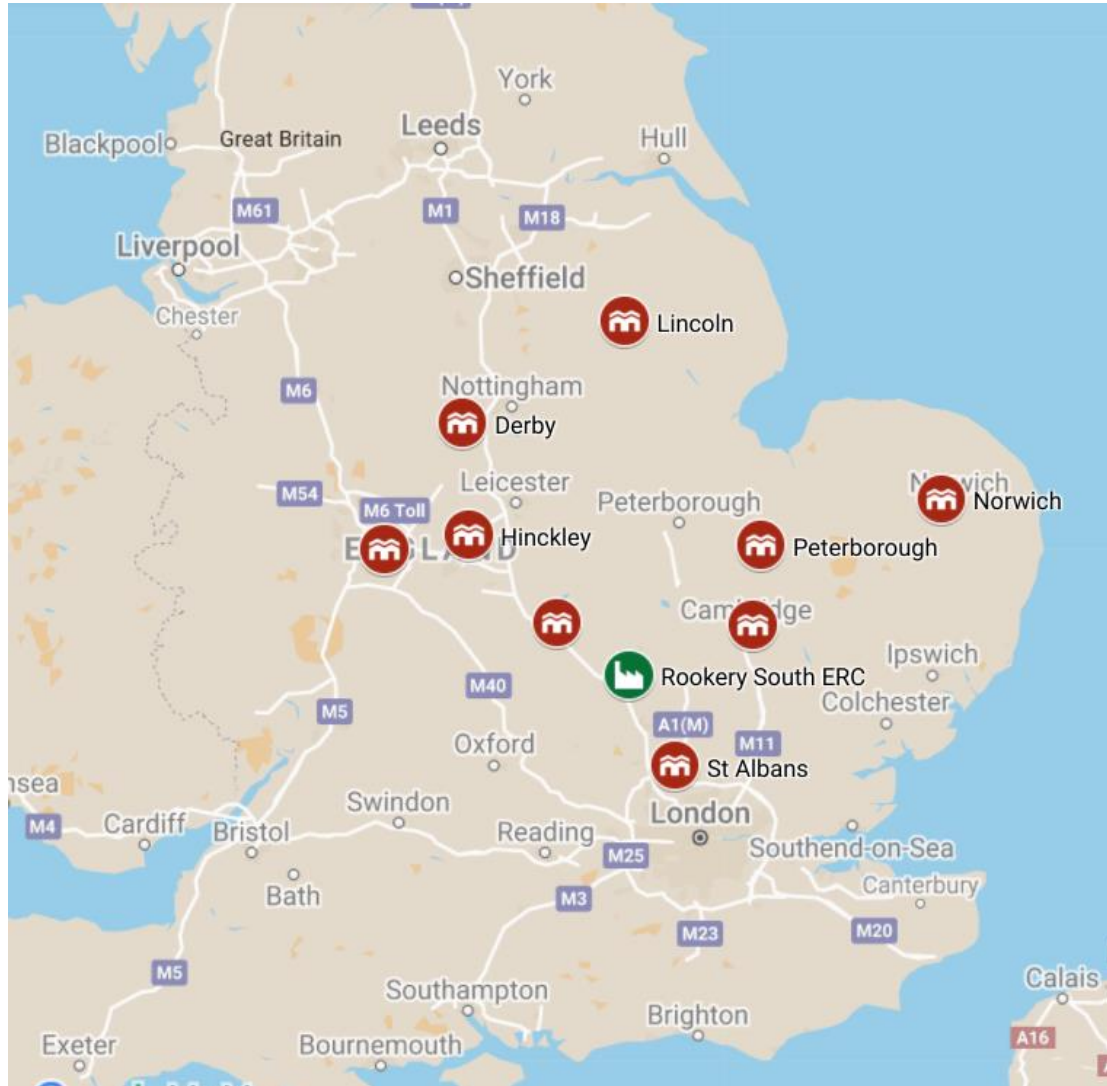 York
Leeds
Hull
Blackpool
Great Britain
M61
M1
M18
Liverpool
Sheffield
Chester
Lincoln
M6
Nottingham
Derby
Leicester
M54
M6 Toll
Peterborough
Norwich
Hinckley
Peterborough
Cambridge
Ipswich
Rookery South ERC
M40
Colchester
M5
A1(M)
Oxford
M11
St Albans
nsea
Swindon
London
M4
Cardiff
Bristol
Reading
Southend-on-Sea
M25
Bath
M3
Canterbury
M23
M20
M5
Southampton
Calais
Brighton
A16
Exeter
Bournemouth